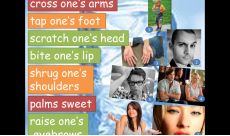 cross one's arms
tap one's foot
scratch one's head
bite one's lip
shrug one's
shoulders
palms sweet
raise one's
eyebrows